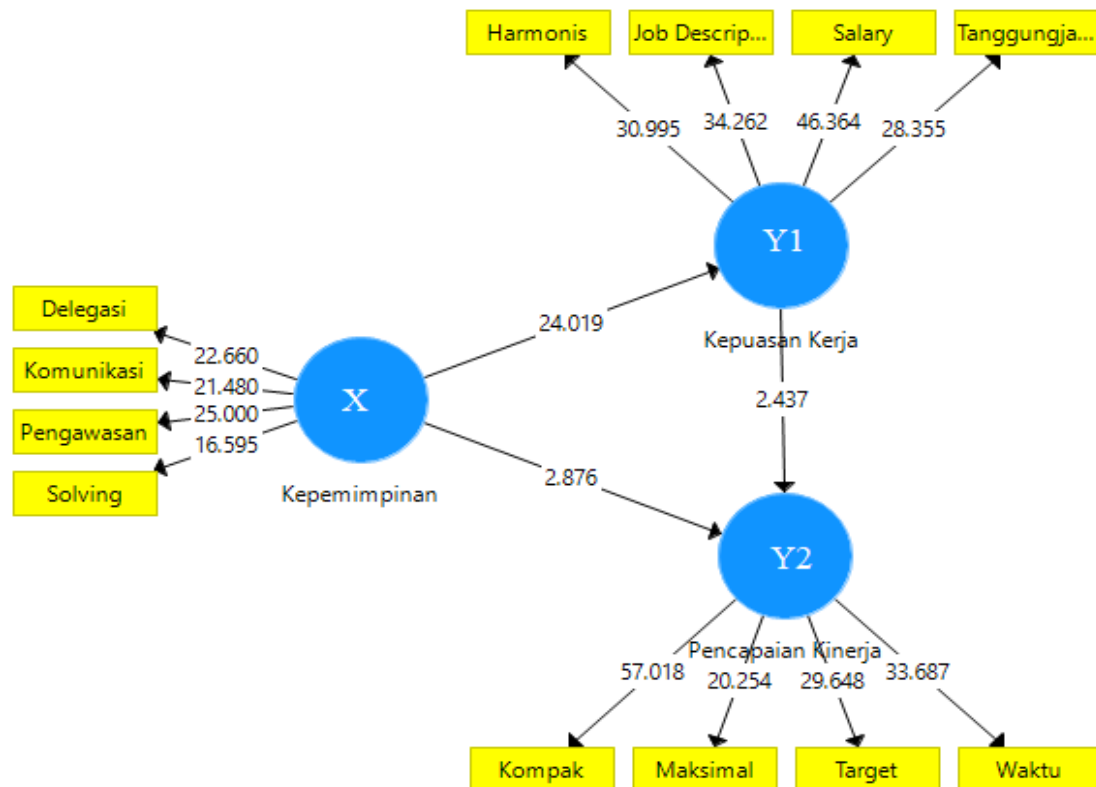 Harmonis
Job Descrip...
Salary
Tanggungja...
30.995
34.262
46.364
28.355
Y1
Kepuasan Kerja
Delegasi
Komunikasi
Pengawasan
Solving
22.660
21.480
25.000
16.595
X
Kepemimpinan
24.019
2.876
2.437
Y2
Pencapaian Kinerja
57.018
20.254
29.648
33.687
Kompak
Maksimal
Target
Waktu